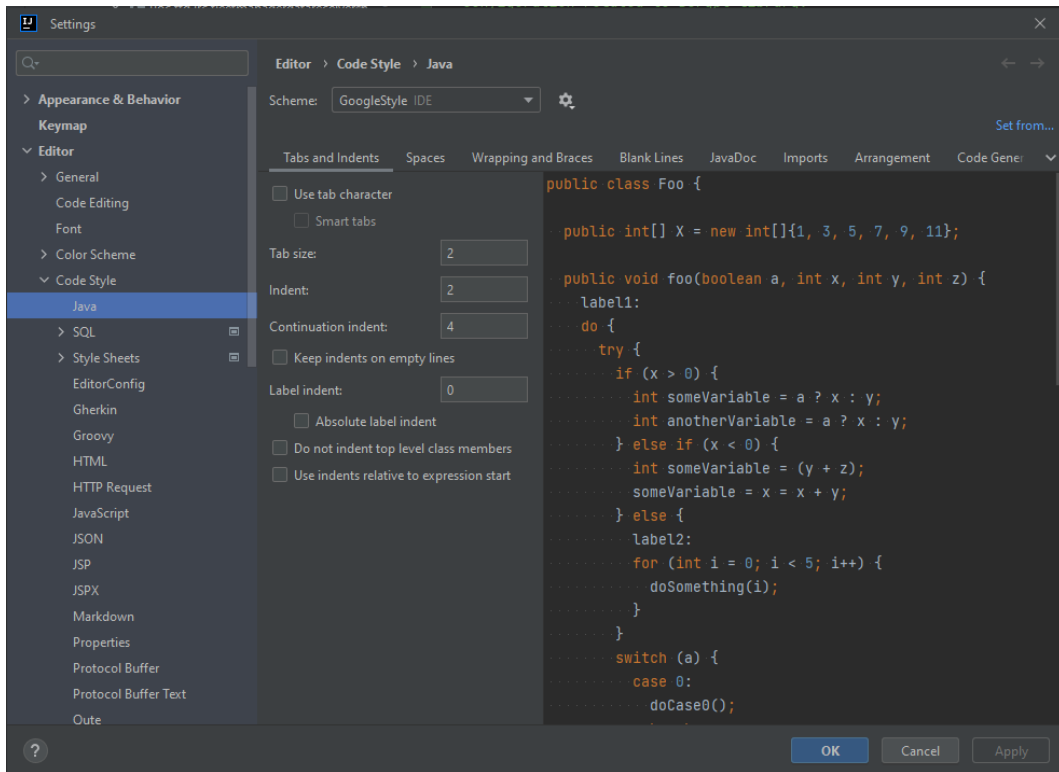 Settings
Appearance & Behavior
Keymap
Editor
General
Code Editing
Font
Color Scheme
Code Style
Java
SQL
Style Sheets
EditorConfig
Gherkin
Groovy
HTML
HTTP Request
JavaScript
JSON
JSP
JSPX
Markdown
Properties
Protocol Buffer
Protocol Buffer Text
Qute
?
Editor > Code Style > Java
Scheme: GoogleStyle IDE
Set from...
Tabs and Indents Spaces Wrapping and Braces Blank Lines JavaDoc Imports Arrangement Code Gener
Use tab character
Smart tabs
Tab size: 2
Indent: 2
Continuation indent: 4
Keep indents on empty lines
Label indent: 0
Absolute label indent
Do not indent top level class members
Use indents relative to expression start
public class Foo {
public int[] X = new int[]{1, 3, 5, 7, 9, 11};
public void foo(boolean a, int x, int y, int z) {
label1:
do {
try {
if (x > 0) {
int someVariable = a ? x : y;
int anotherVariable = a ? x : y;
} else if (x < 0) {
int someVariable = (y + z);
someVariable = x = x + y;
} else {
label2:
for (int i = 0; i < 5; i++) {
doSomething(i);
}
}
switch (a) {
case 0:
doCase0();
OK Cancel Apply